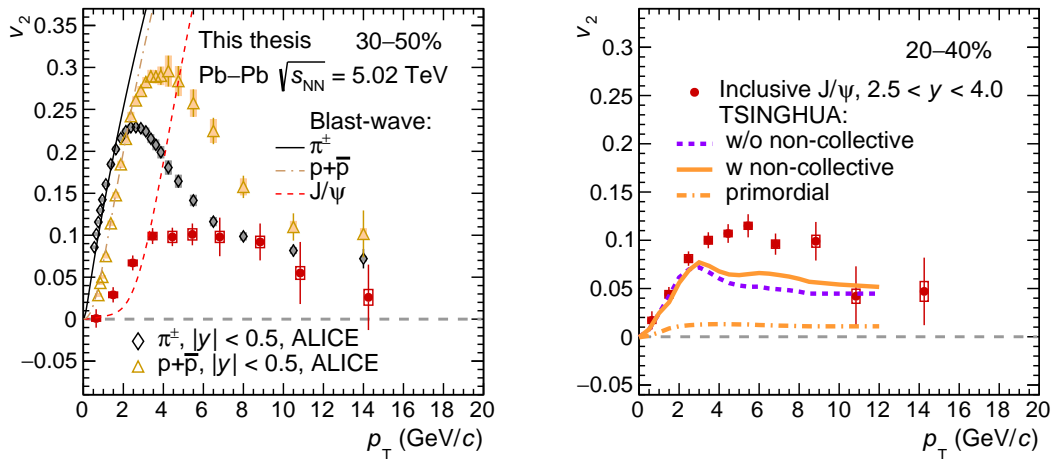 v₂
0.35
0.3
0.25
0.2
0.15
0.1
0.05
0
−0.05
This thesis 30–50%
Pb–Pb √s_NN = 5.02 TeV
Blast-wave:
π±
p+p̅
J/ψ
π±, |y| < 0.5, ALICE
p+p̅, |y| < 0.5, ALICE
0 2 4 6 8 10 12 14 16 18 20
p_T (GeV/c)
v₂
0.3
0.25
0.2
0.15
0.1
0.05
0
−0.05
20–40%
Inclusive J/ψ, 2.5 < y < 4.0
TSINGHUA:
w/o non-collective
w non-collective
primordial
0 2 4 6 8 10 12 14 16 18 20
p_T (GeV/c)